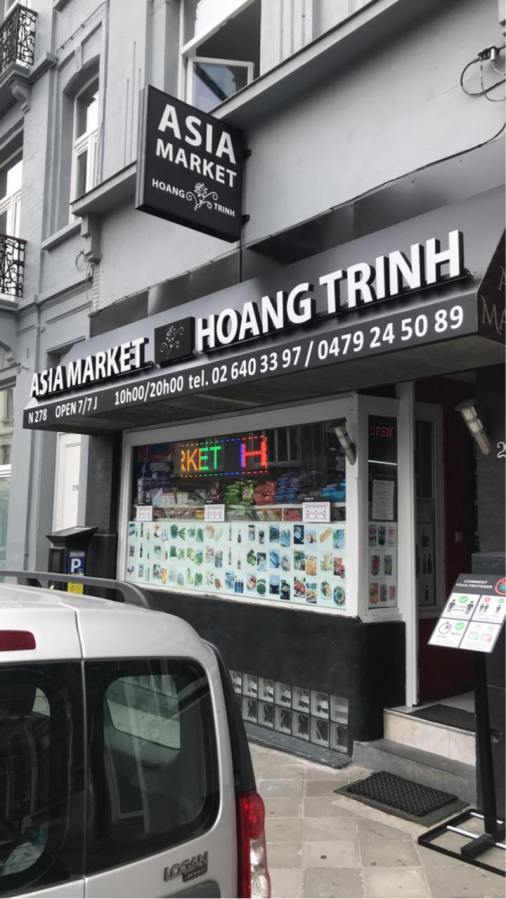 ASIA
MARKET
HOANG TRINH
ASIA MARKET HOANG TRINH
N 278 OPEN 7/7 J 10h00/20h00 tel. 02 640 33 97 / 0479 24 50 89
RKET H
OPEN
P
COMMENT
LOGAN